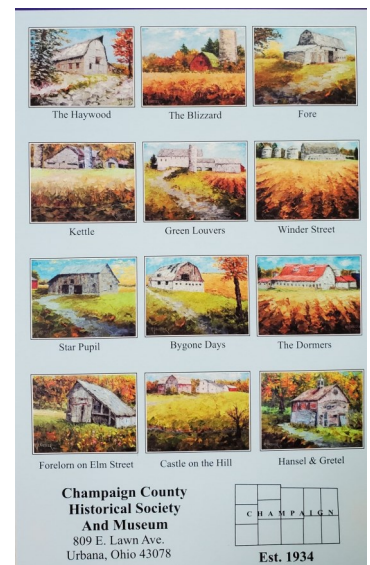 The Haywood
The Blizzard
Fore
Kettle
Green Louvers
Winder Street
Star Pupil
Bygone Days
The Dormers
Forelorn on Elm Street
Castle on the Hill
Hansel & Gretel
Champaign County
Historical Society
And Museum
809 E. Lawn Ave.
Urbana, Ohio 43078
CHAMPAIGN
Est. 1934